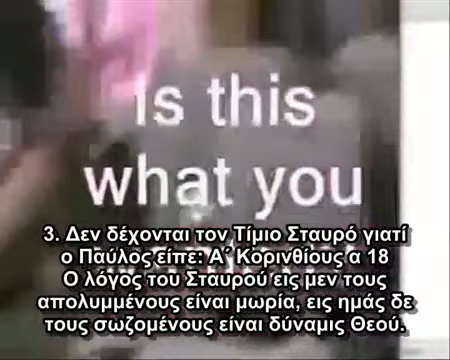 Is this
what you
3. Δεν δέχονται τον Τίμιο Σταυρό γιατί
ο Παύλος είπε: Α΄ Κορινθίους α 18
Ο λόγος του Σταυρού εις μεν τους
απολυμμένους είναι μωρία, εις ημάς δε
τους σωζομένους είναι δύναμις Θεού.